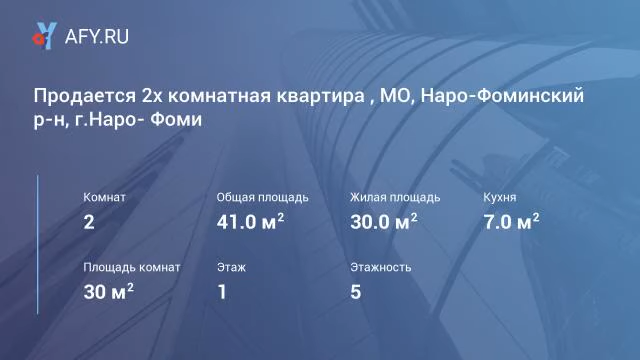 AFY.RU
Продается 2х комнатная квартира , МО, Наро-Фоминский
р-н, г.Наро- Фоми
Комнат Общая площадь Жилая площадь Кухня
2 41.0 м² 30.0 м² 7.0 м²
Площадь комнат Этаж Этажность
30 м² 1 5